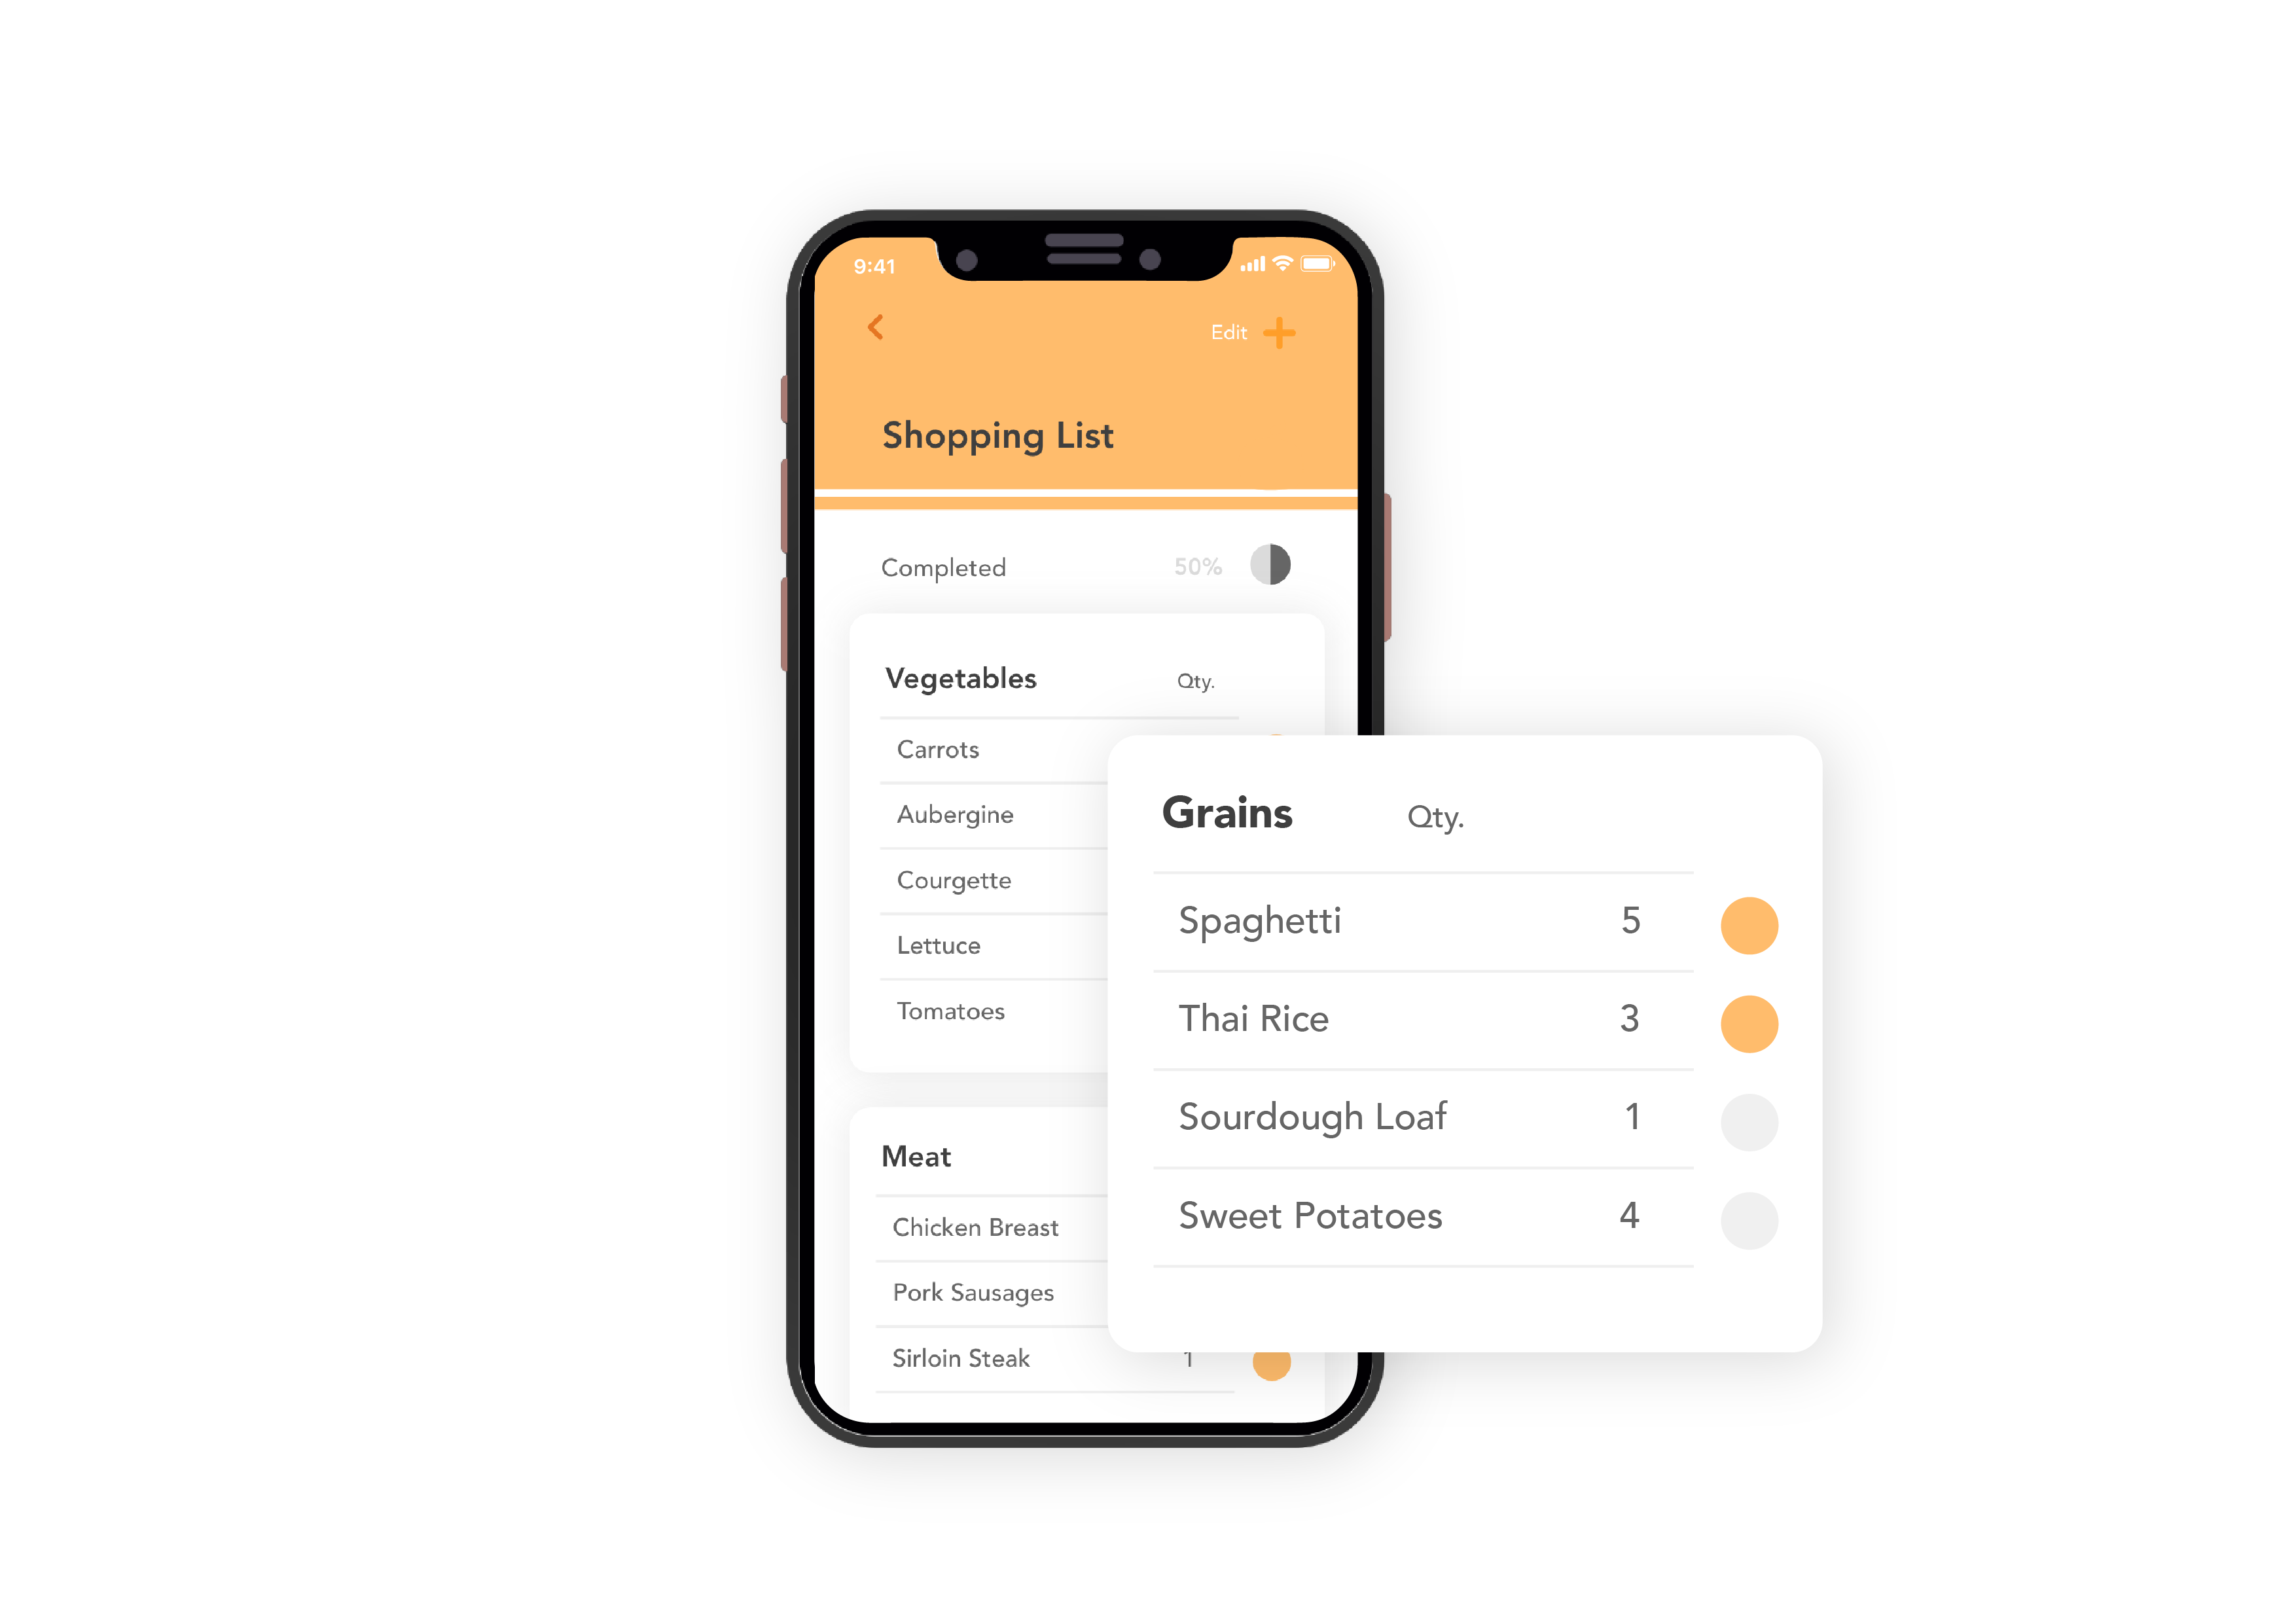 9:41
Edit
Shopping List
Completed 50%
Vegetables Qty.
Carrots
Aubergine
Courgette
Lettuce
Tomatoes
Meat
Chicken Breast
Pork Sausages
Sirloin Steak 1
Grains Qty.
Spaghetti 5
Thai Rice 3
Sourdough Loaf 1
Sweet Potatoes 4